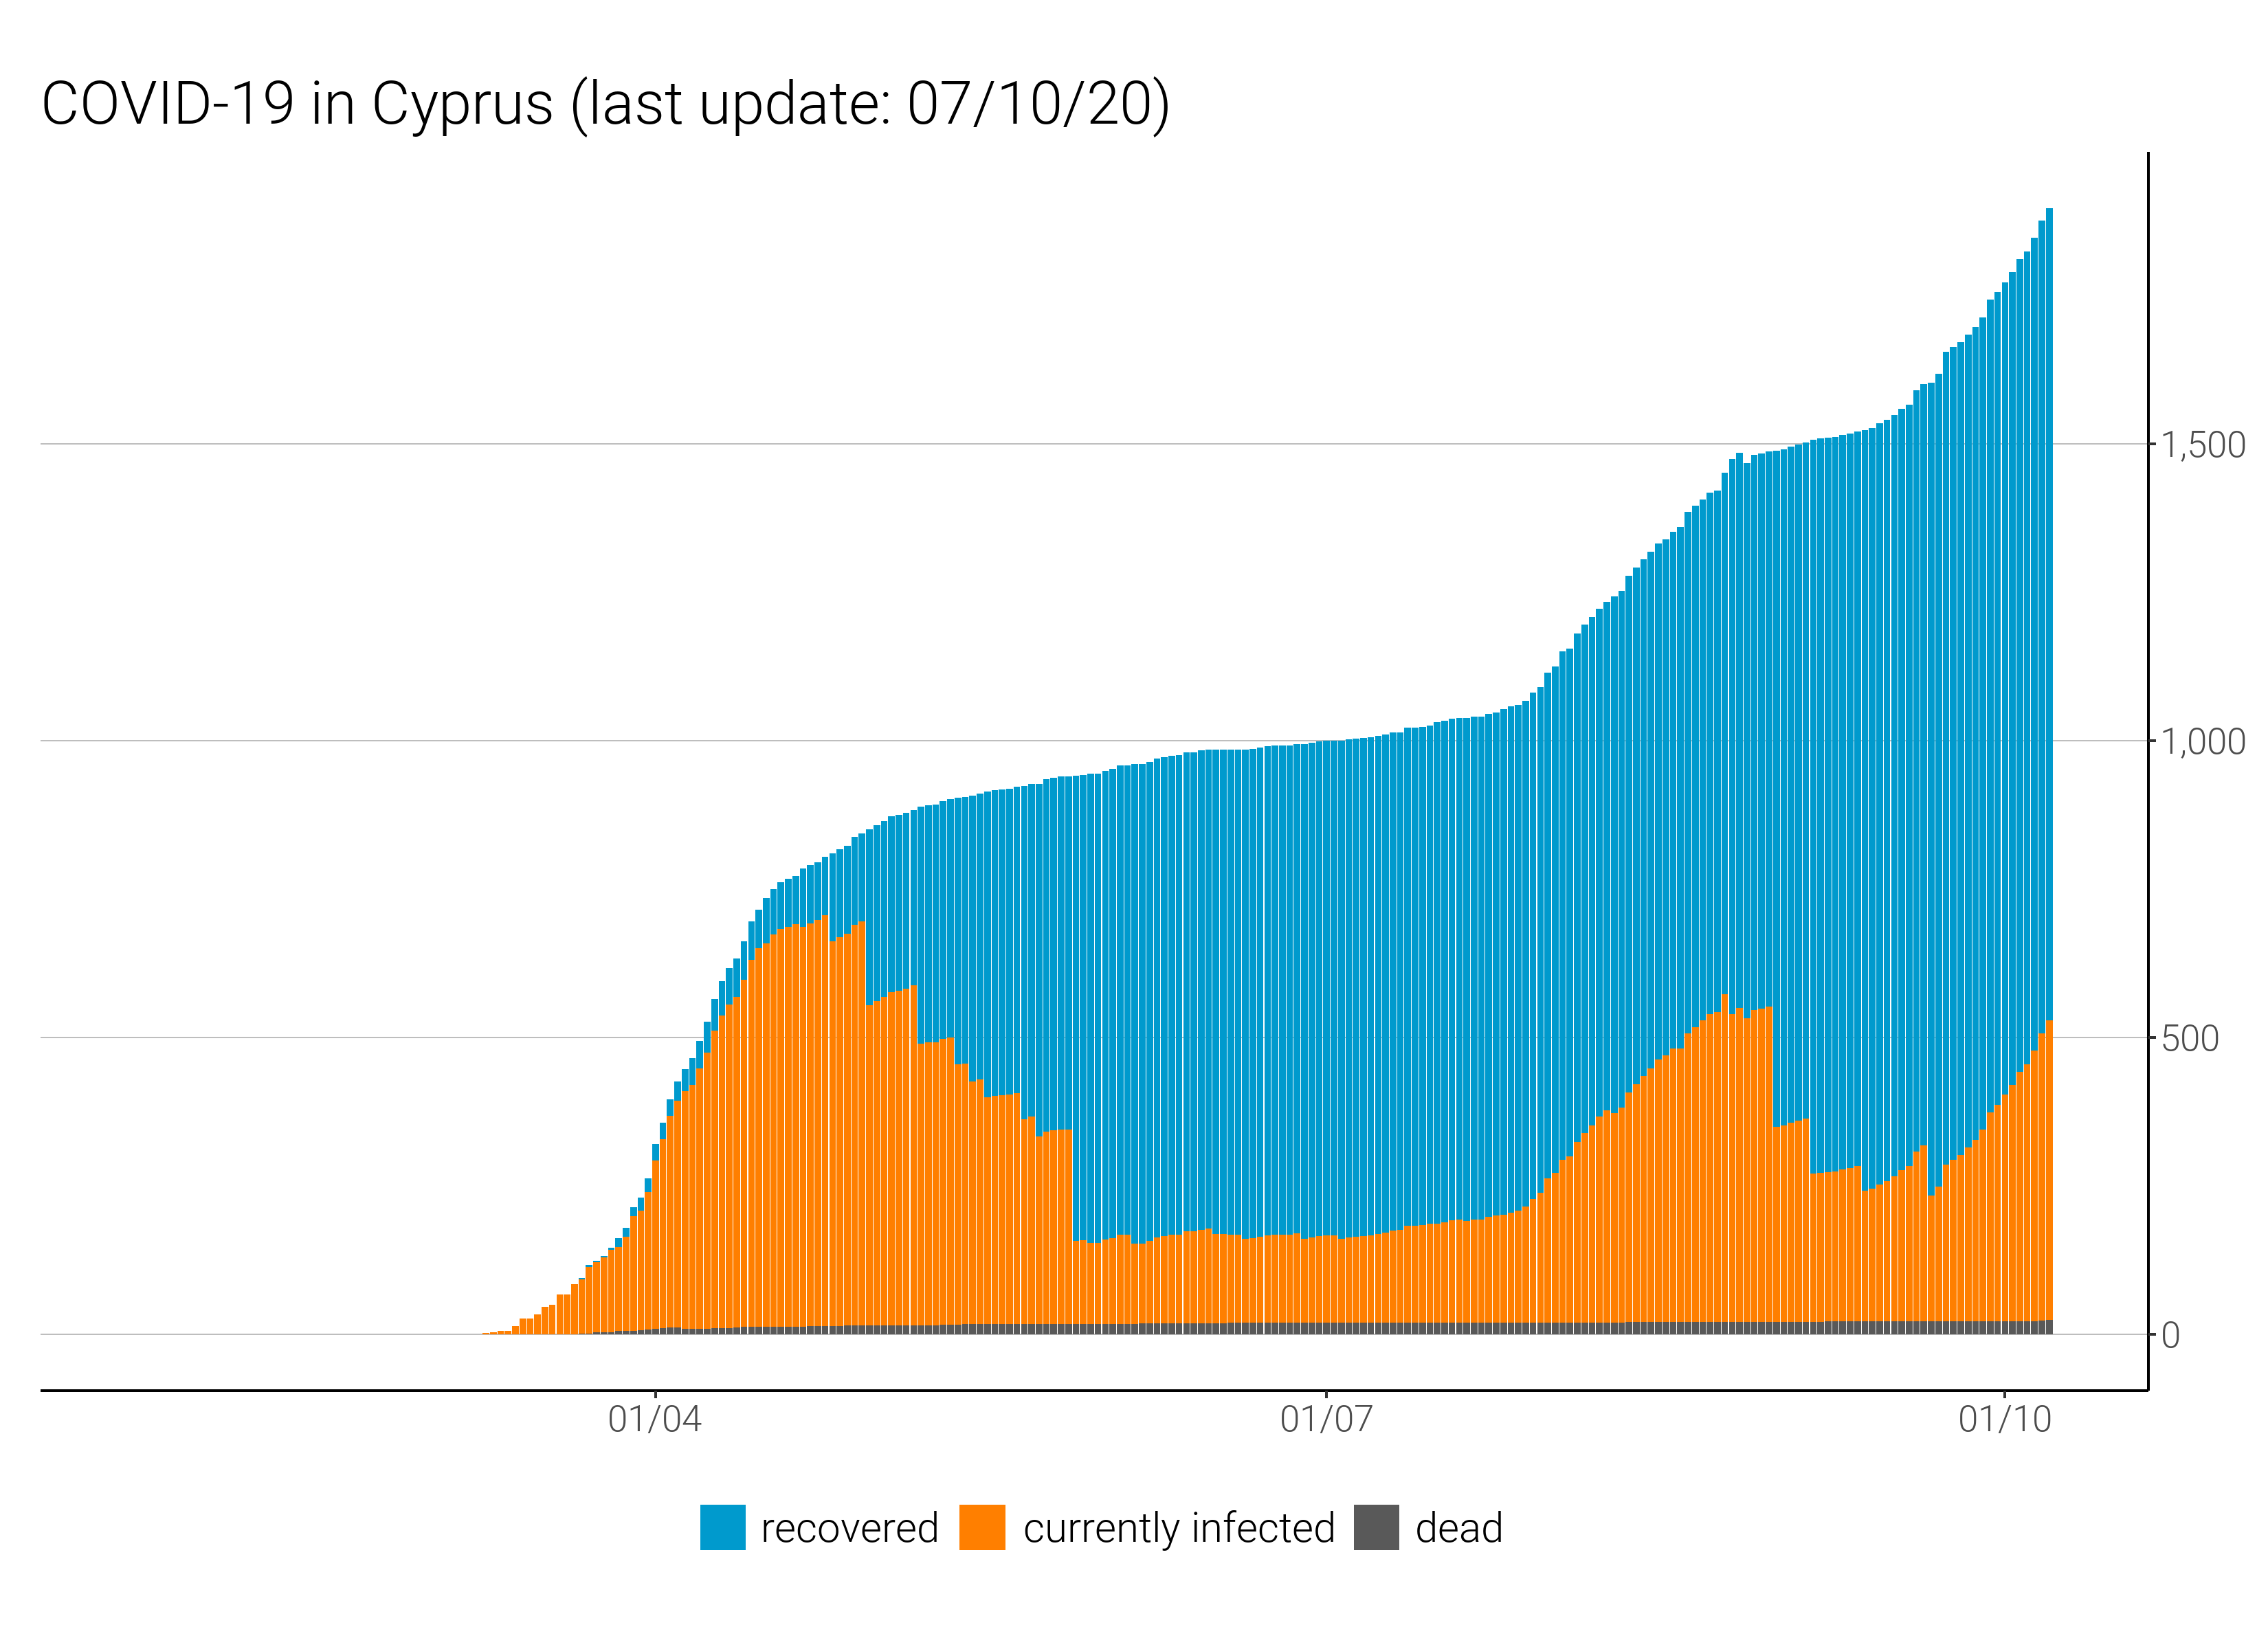 COVID-19 in Cyprus (last update: 07/10/20)
1,500
1,000
500
0
01/04 01/07 01/10
recovered currently infected dead